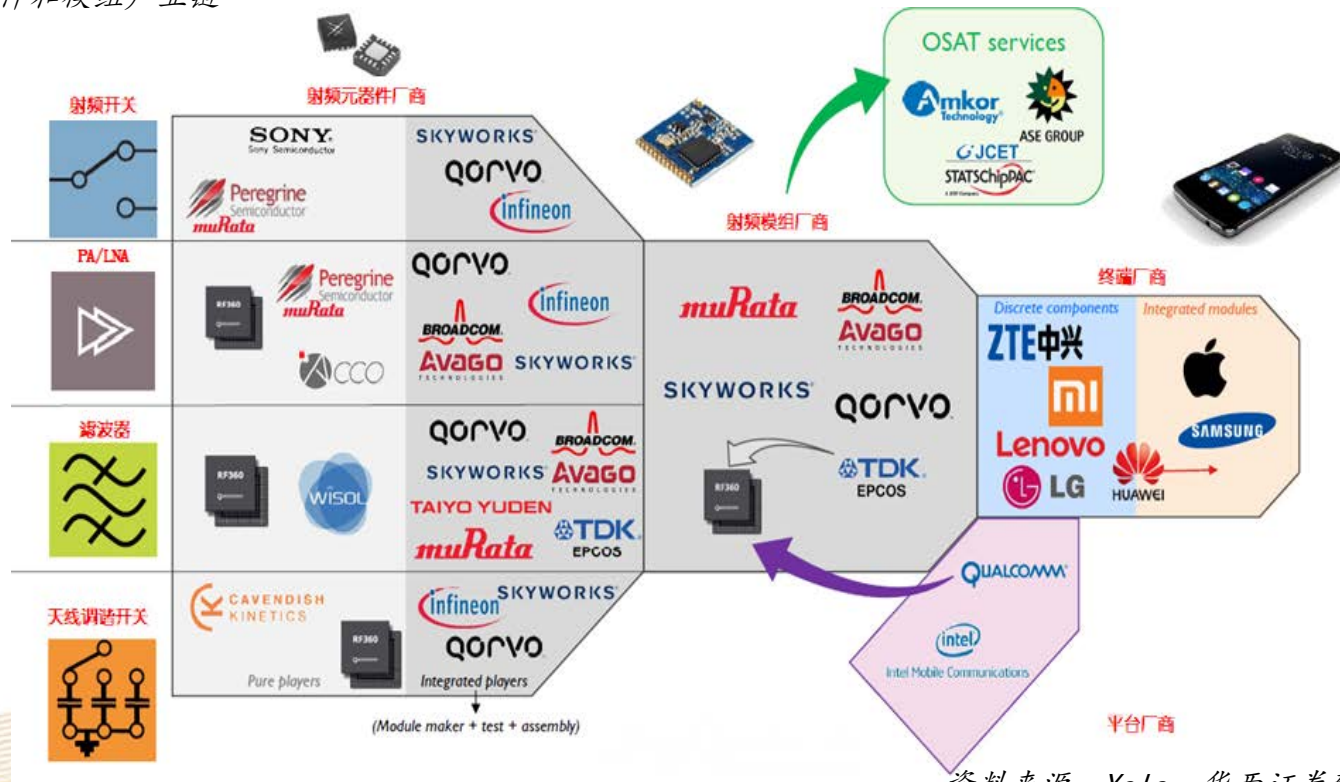 OSAT services
Amkor
Technology®
ASE GROUP
JCET
STATSChipPAC
射频元器件厂商
射频开关
SONY
Sony Semiconductor
SKYWORKS
QORVO
Peregrine
Semiconductor
muRata
infineon
射频模组厂商
PA/LNA
RF360
Peregrine
Semiconductor
muRata
ACCO
QORVO
infineon
BROADCOM
AVAGO
TECHNOLOGIES
SKYWORKS
muRata
BROADCOM
AVAGO
TECHNOLOGIES
SKYWORKS
QORVO
RF360
TDK
EPCOS
终端厂商
Discrete components
Integrated modules
ZTE中兴
mi
Lenovo
LG
HUAWEI
SAMSUNG
滤波器
RF360
WISOL
QORVO
BROADCOM
SKYWORKS
AVAGO
TECHNOLOGIES
TAIYO YUDEN
muRata
TDK
EPCOS
天线调谐开关
CAVENDISH
KINETICS
RF360
infineon
SKYWORKS
QORVO
Pure players
Integrated players
(Module maker + test + assembly)
QUALCOMM
intel
Intel Mobile Communications
平台厂商